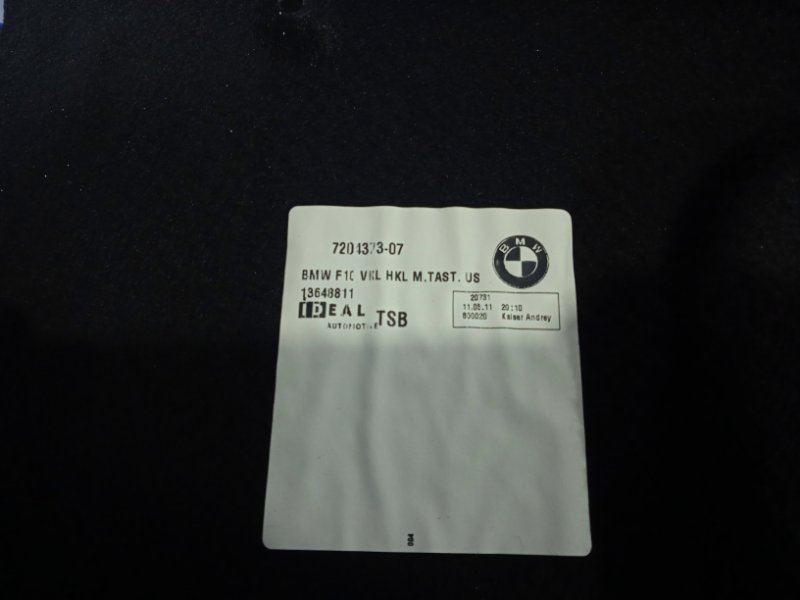 BMW
7204373-07
BMW F10 VKL HKL M.TAST. US
13648811
IDEAL
AUTOMOTIVE
TSB
20731
11.05.11 20:10
800020 Kaiser Andrey
004